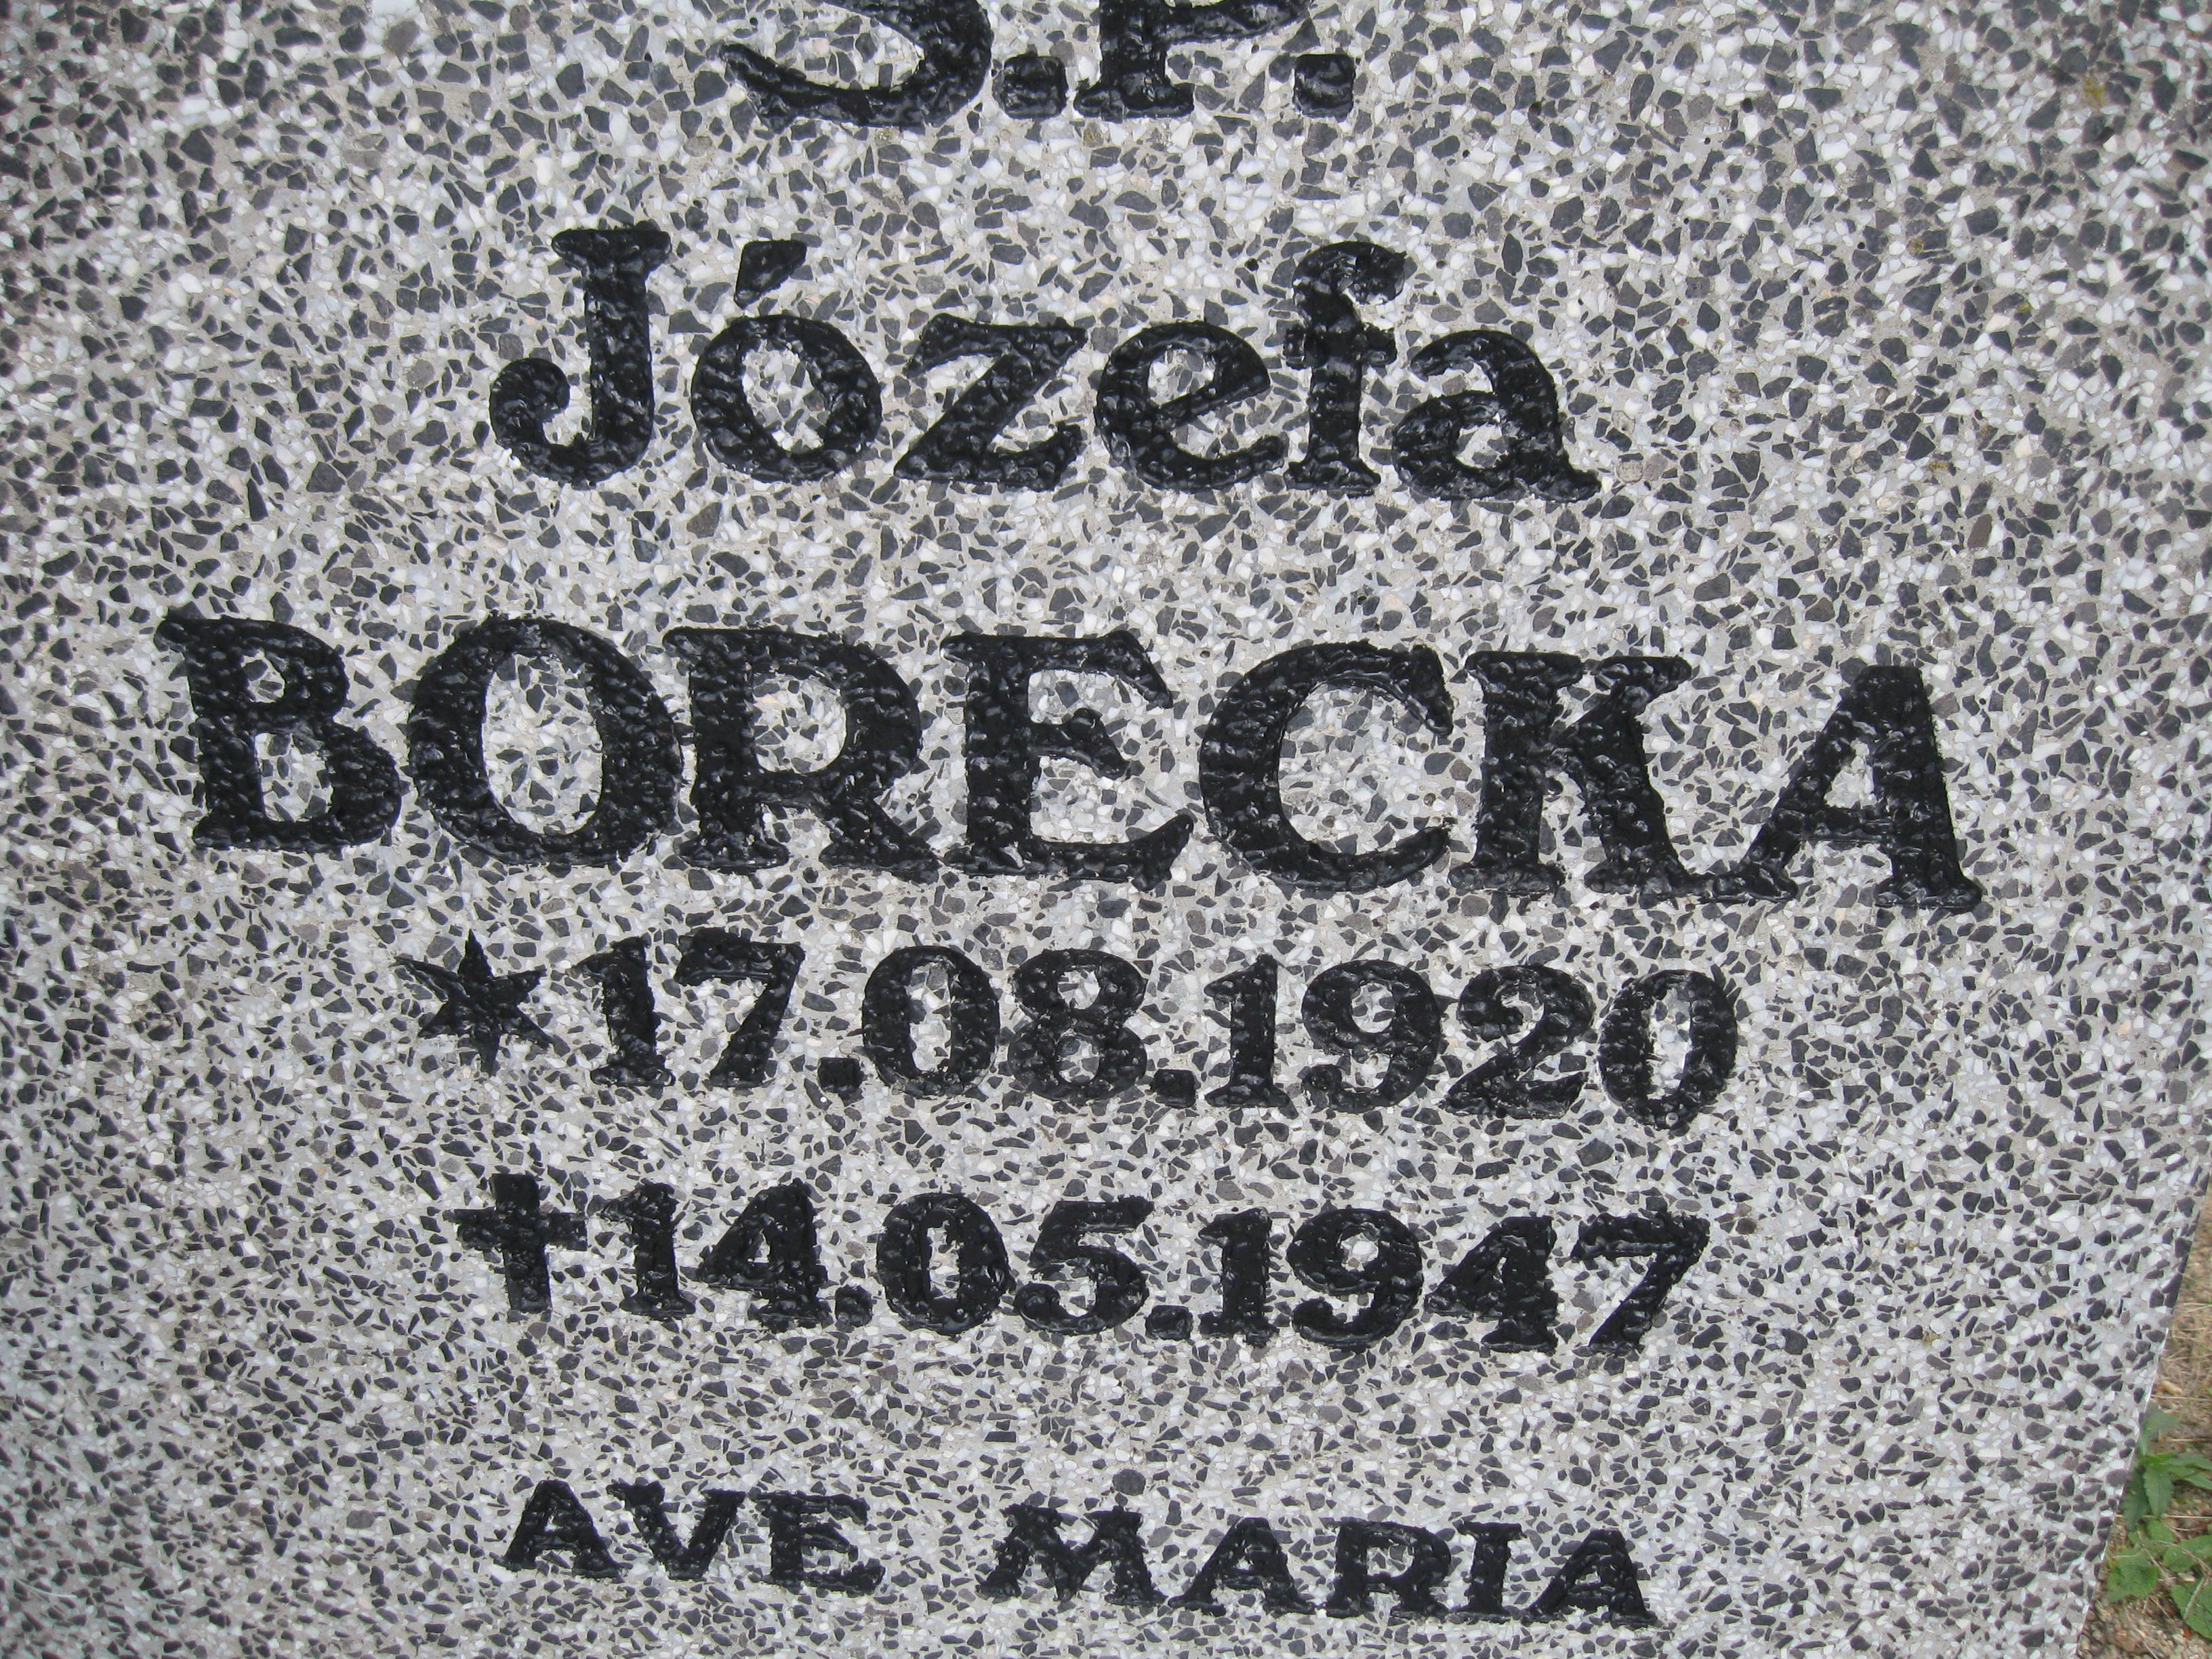 Ś.P.
Józefa
BORECKA
★17.08.1920
✝14.05.1947
AVE MARIA